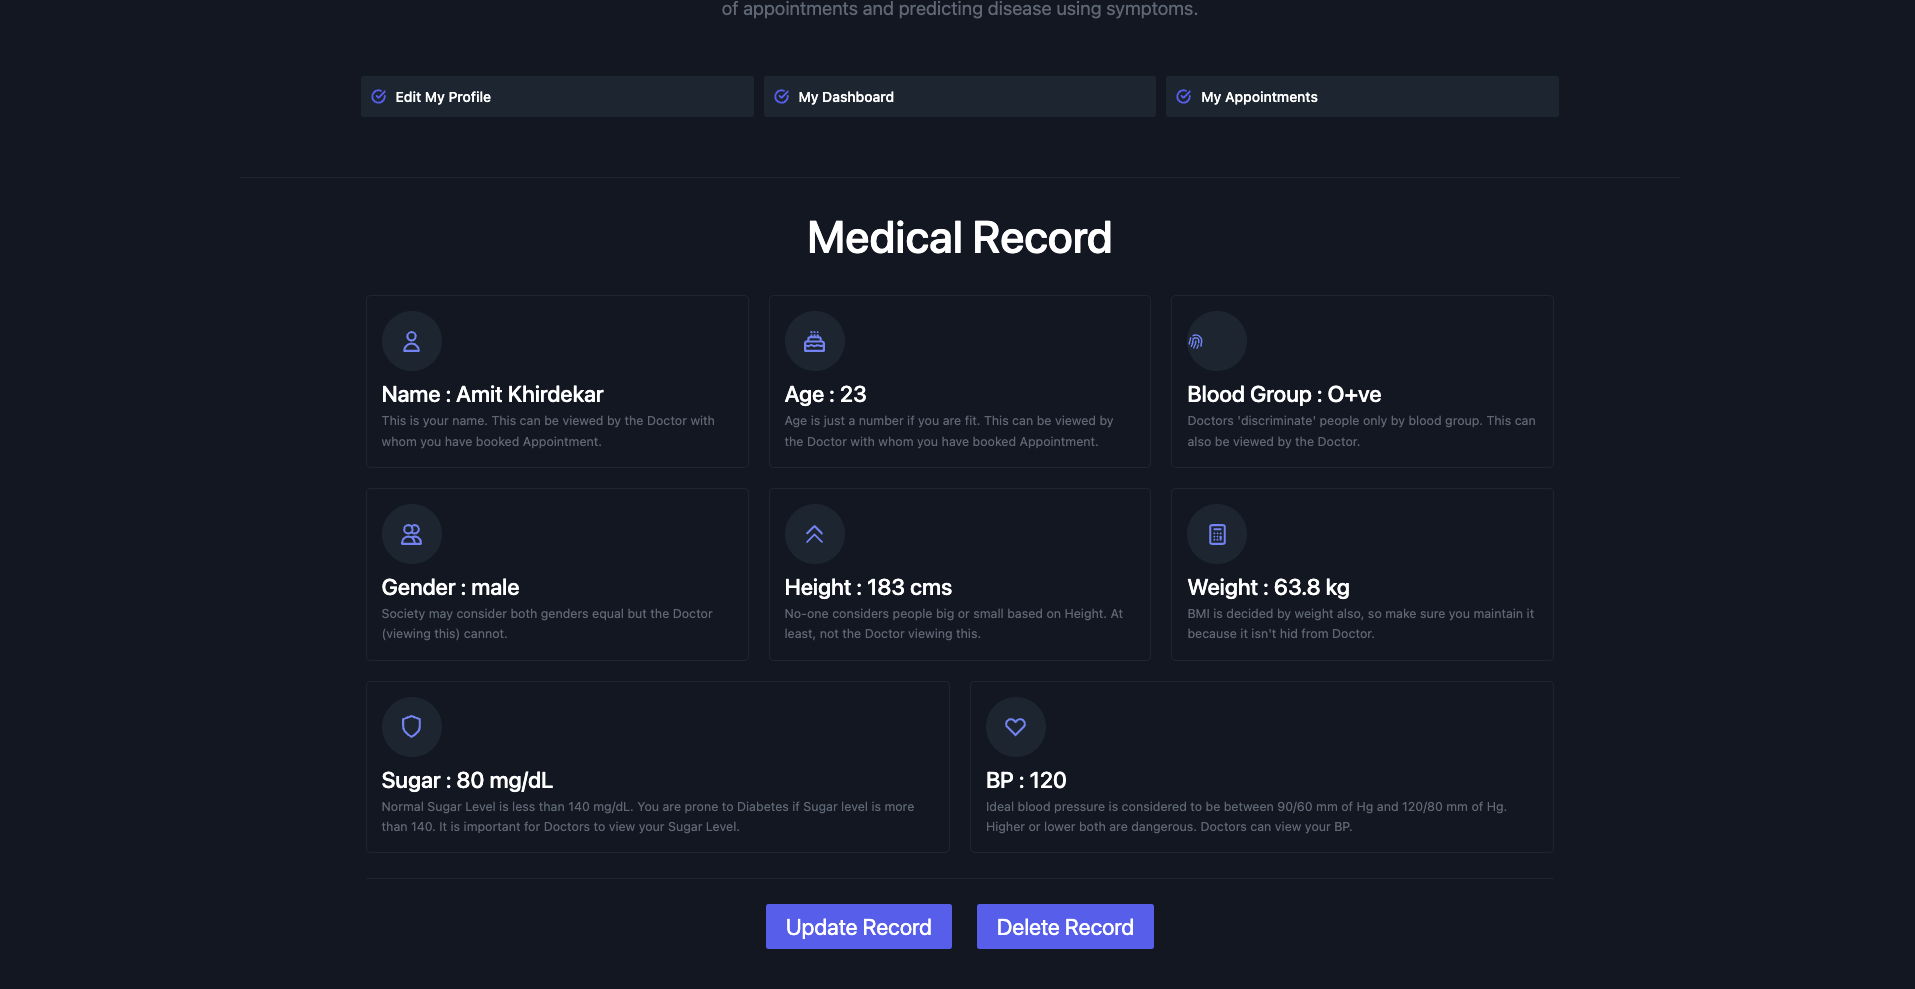 of appointments and predicting disease using symptoms.
Edit My Profile
My Dashboard
My Appointments
Medical Record
Name : Amit Khirdekar
This is your name. This can be viewed by the Doctor with
whom you have booked Appointment.
Age : 23
Age is just a number if you are fit. This can be viewed by
the Doctor with whom you have booked Appointment.
Blood Group : O+ve
Doctors 'discriminate' people only by blood group. This can
also be viewed by the Doctor.
Gender : male
Society may consider both genders equal but the Doctor
(viewing this) cannot.
Height : 183 cms
No-one considers people big or small based on Height. At
least, not the Doctor viewing this.
Weight : 63.8 kg
BMI is decided by weight also, so make sure you maintain it
because it isn't hid from Doctor.
Sugar : 80 mg/dL
Normal Sugar Level is less than 140 mg/dL. You are prone to Diabetes if Sugar level is more
than 140. It is important for Doctors to view your Sugar Level.
BP : 120
Ideal blood pressure is considered to be between 90/60 mm of Hg and 120/80 mm of Hg.
Higher or lower both are dangerous. Doctors can view your BP.
Update Record
Delete Record